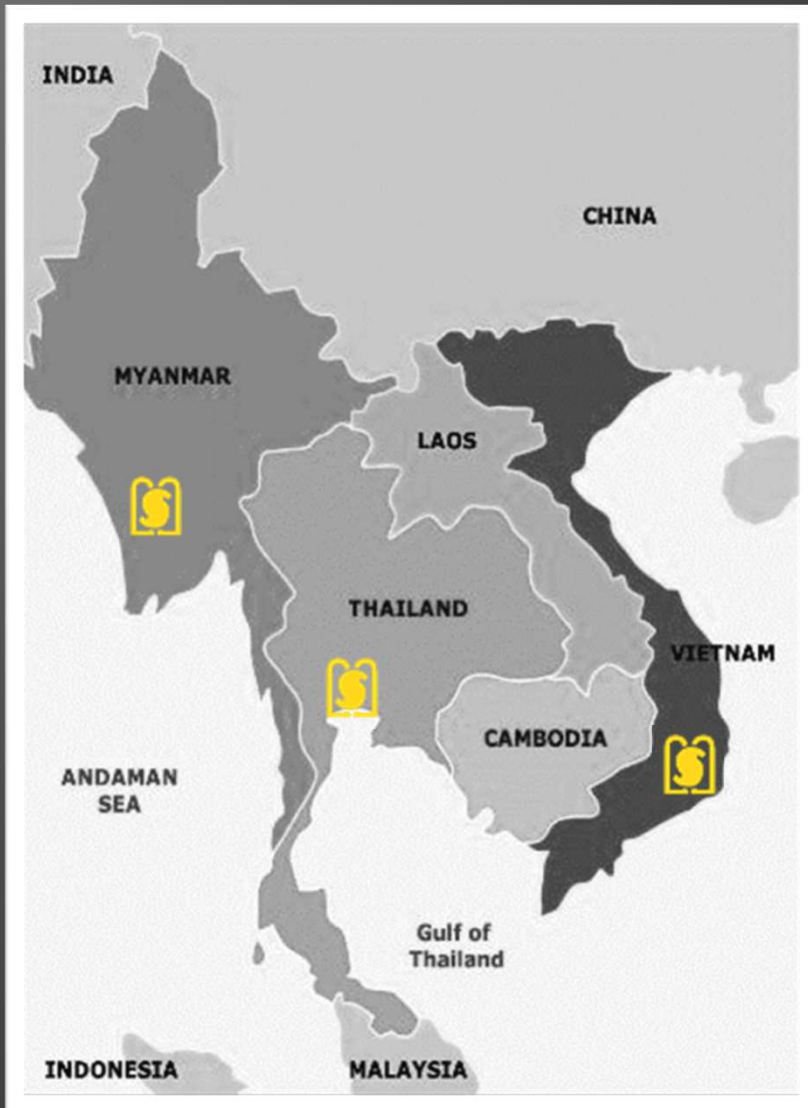 INDIA
CHINA
MYANMAR
LAOS
THAILAND
VIETNAM
CAMBODIA
ANDAMAN
SEA
Gulf of
Thailand
INDONESIA
MALAYSIA